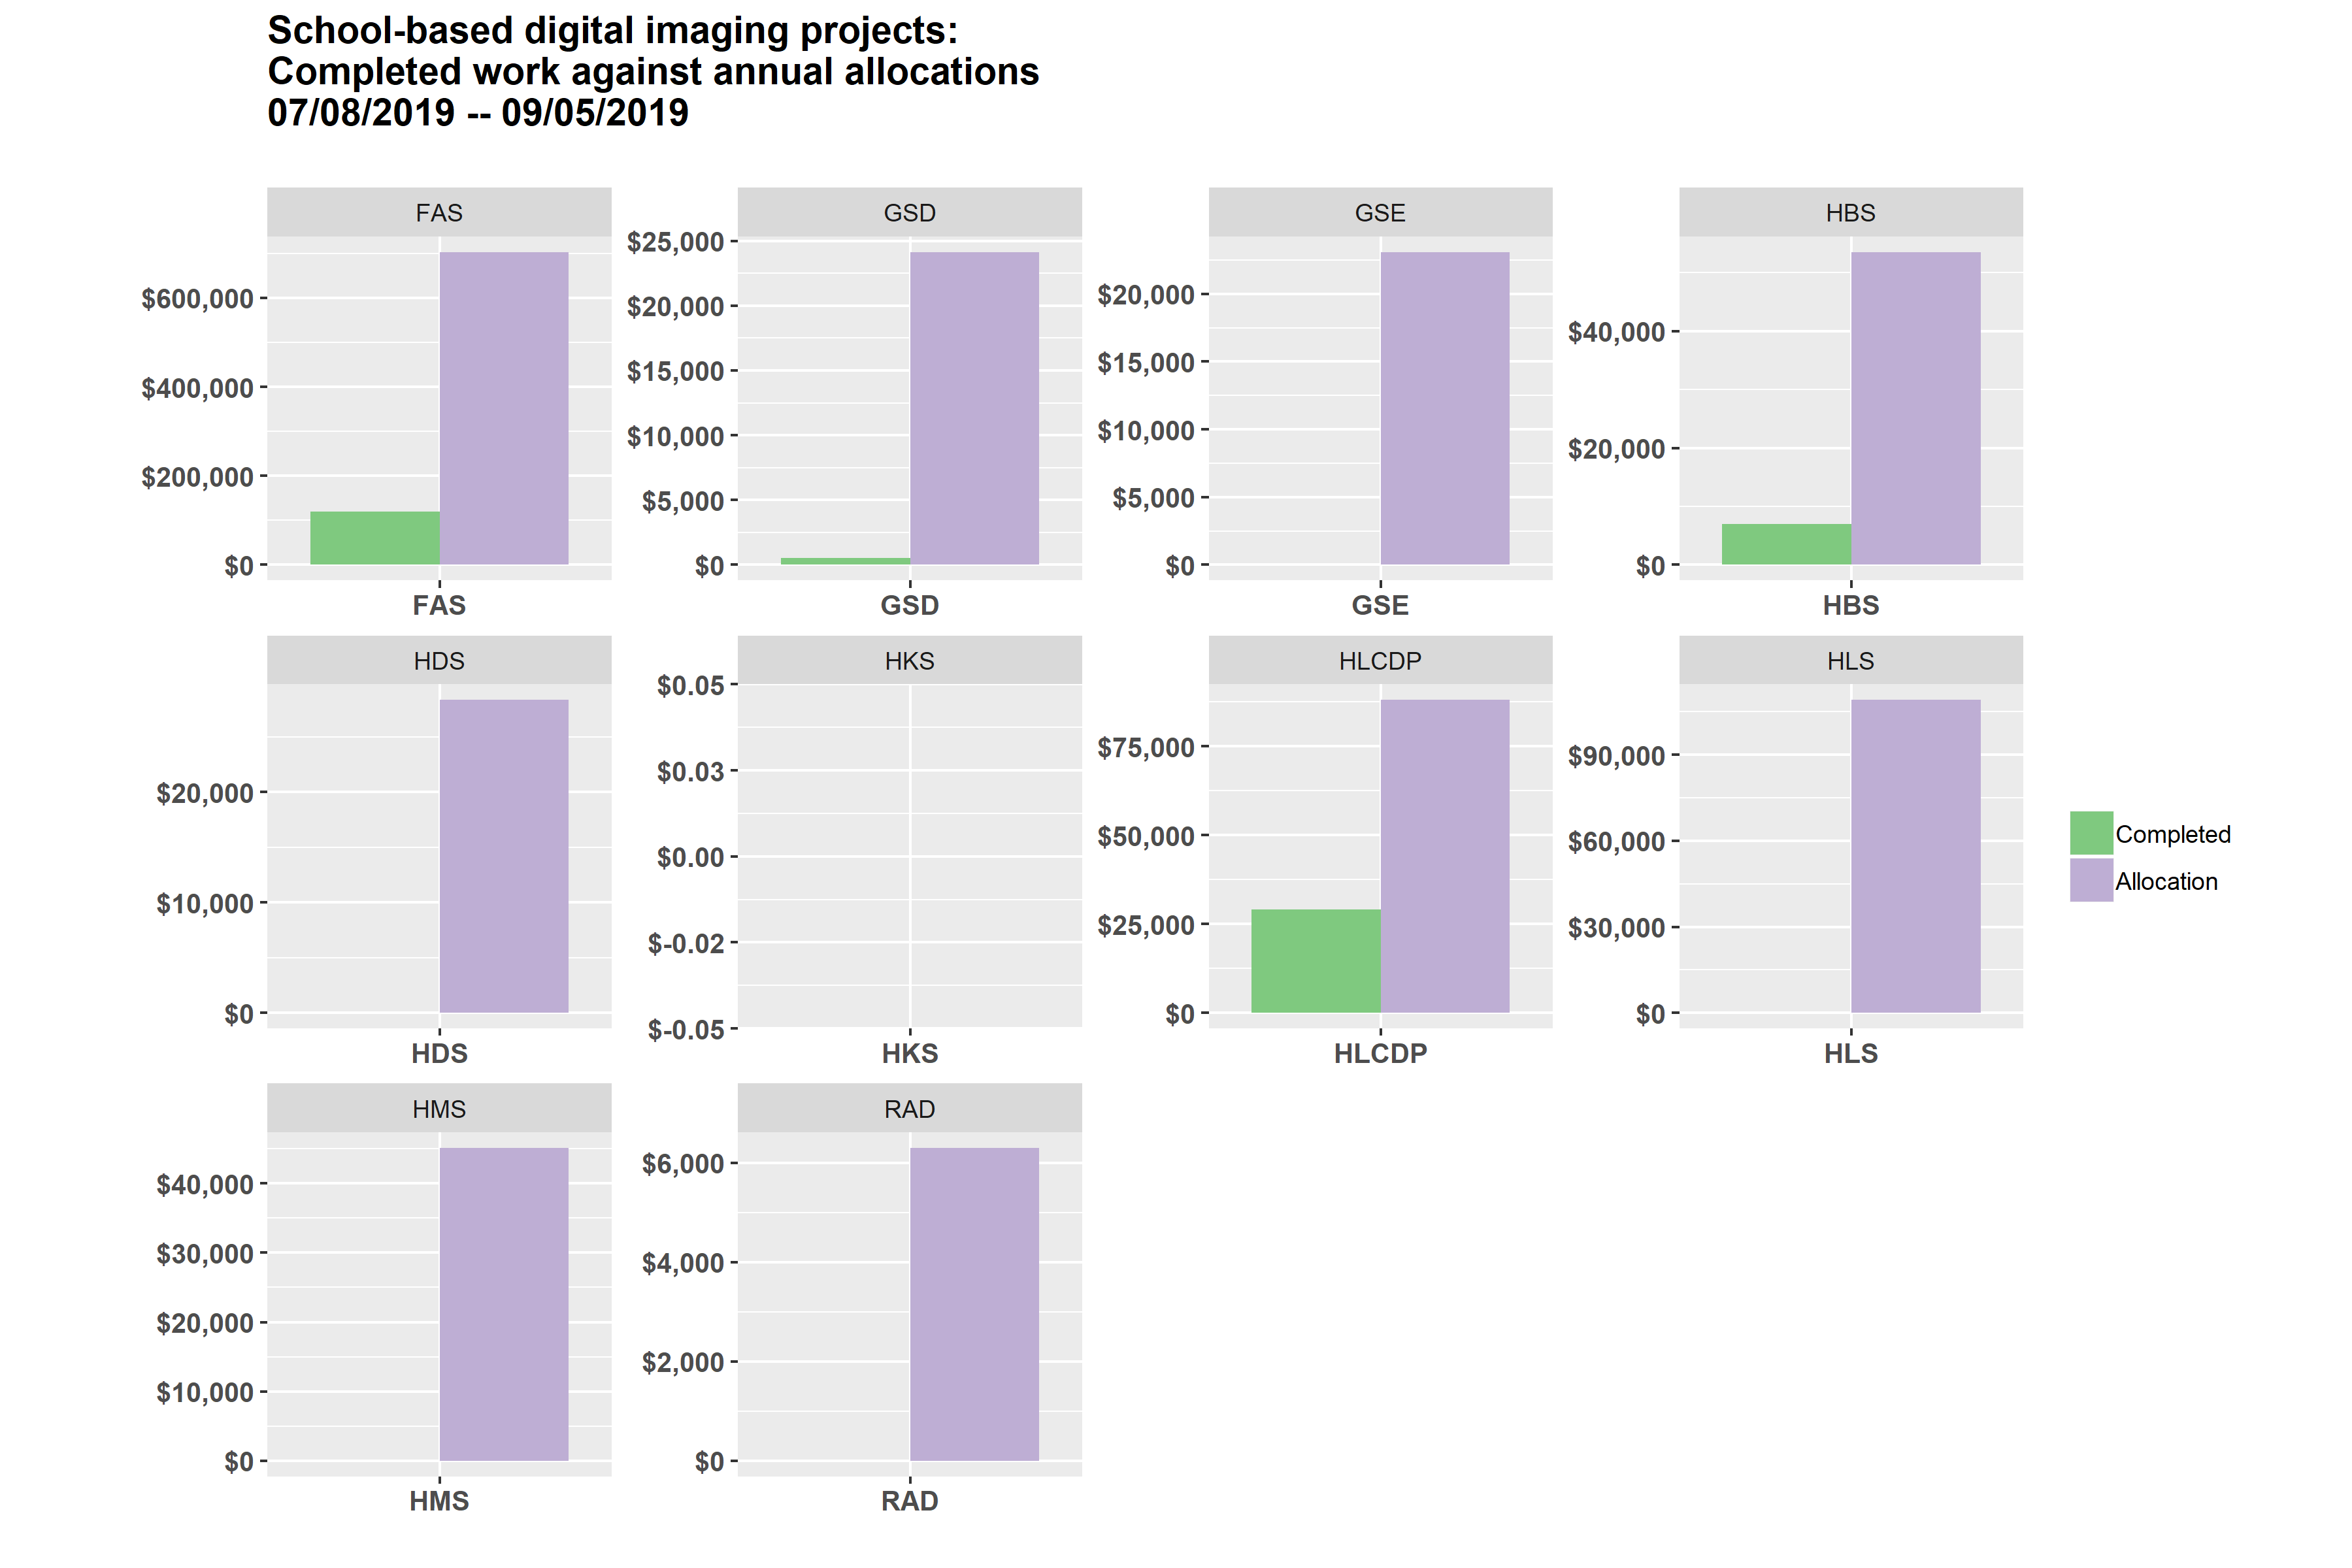 School-based digital imaging projects:
Completed work against annual allocations
07/08/2019 -- 09/05/2019
FAS
$600,000
$400,000
$200,000
$0
FAS
GSD
$25,000
$20,000
$15,000
$10,000
$5,000
$0
GSD
GSE
$20,000
$15,000
$10,000
$5,000
$0
GSE
HBS
$40,000
$20,000
$0
HBS
HDS
$20,000
$10,000
$0
HDS
HKS
$0.05
$0.03
$0.00
$-0.02
$-0.05
HKS
HLCDP
$75,000
$50,000
$25,000
$0
HLCDP
HLS
$90,000
$60,000
$30,000
$0
HLS
Completed
Allocation
HMS
$40,000
$30,000
$20,000
$10,000
$0
HMS
RAD
$6,000
$4,000
$2,000
$0
RAD